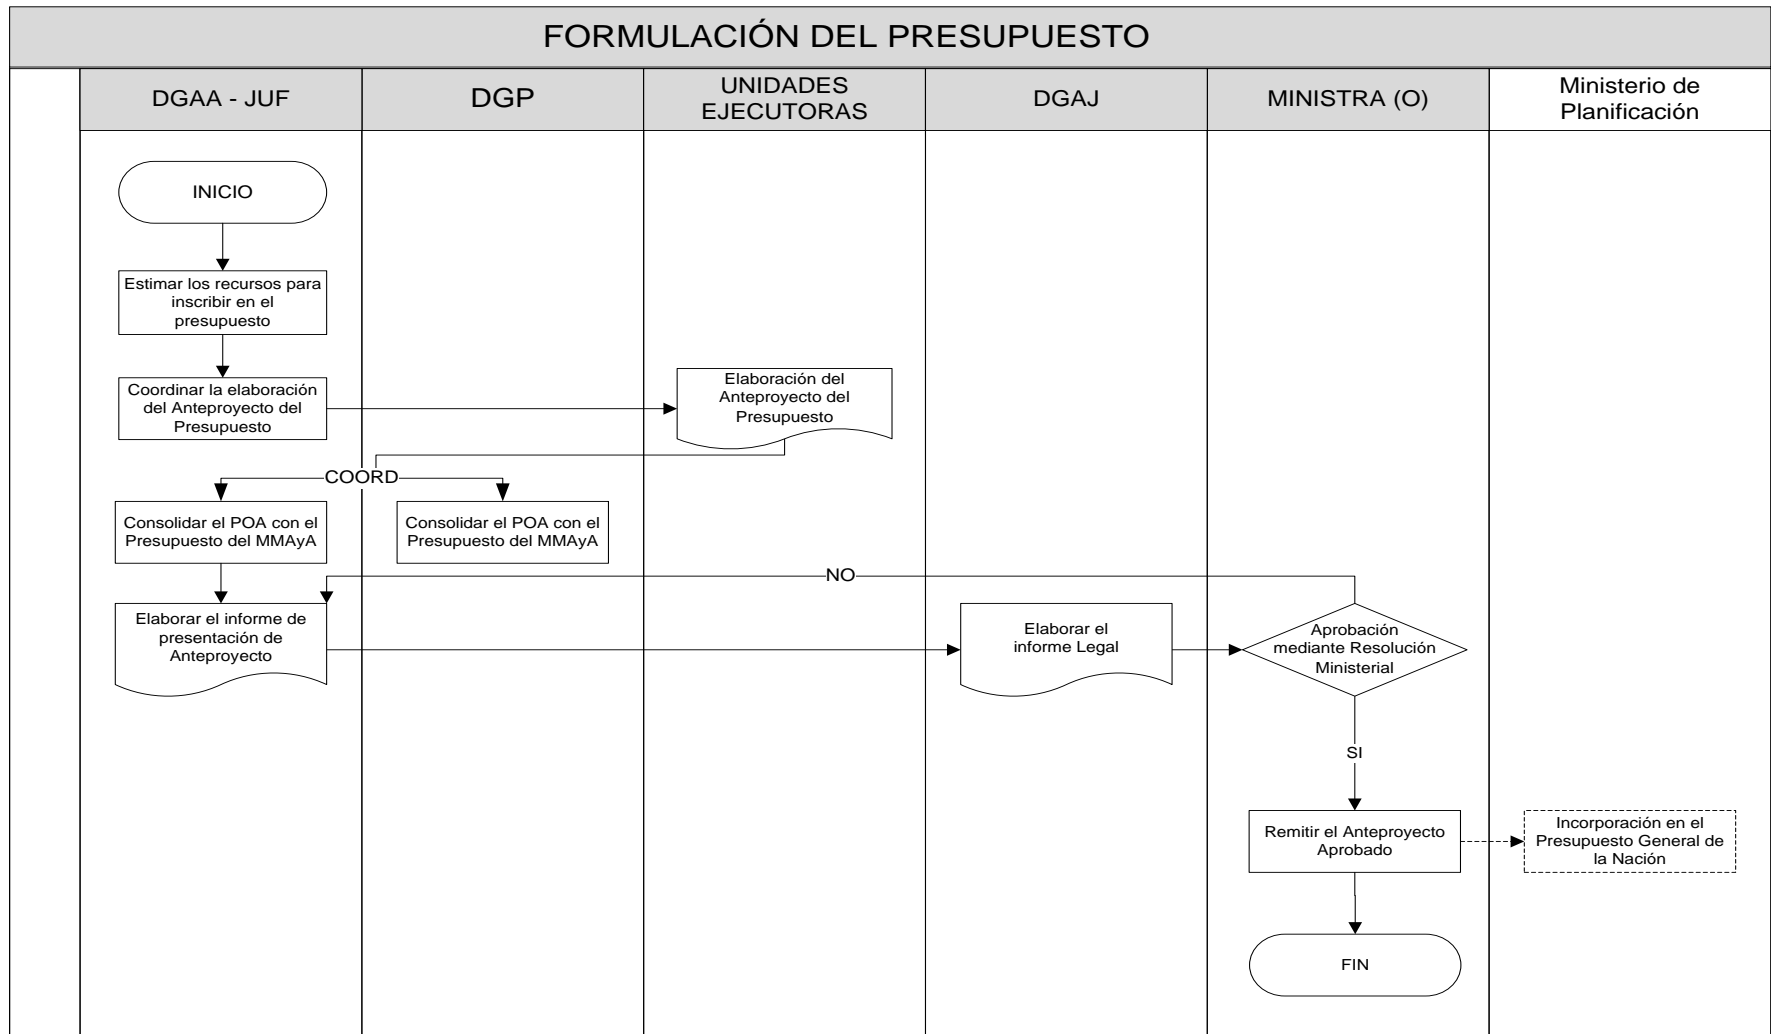 FORMULACIÓN DEL PRESUPUESTO
DGAA - JUF
DGP
UNIDADES
EJECUTORAS
DGAJ
MINISTRA (O)
Ministerio de
Planificación
INICIO
Estimar los recursos para
inscribir en el
presupuesto
Coordinar la elaboración
del Anteproyecto del
Presupuesto
Elaboración del
Anteproyecto del
Presupuesto
COORD
Consolidar el POA con el
Presupuesto del MMAyA
Consolidar el POA con el
Presupuesto del MMAyA
NO
Elaborar el informe de
presentación de
Anteproyecto
Elaborar el
informe Legal
Aprobación
mediante Resolución
Ministerial
SI
Remitir el Anteproyecto
Aprobado
Incorporación en el
Presupuesto General de
la Nación
FIN